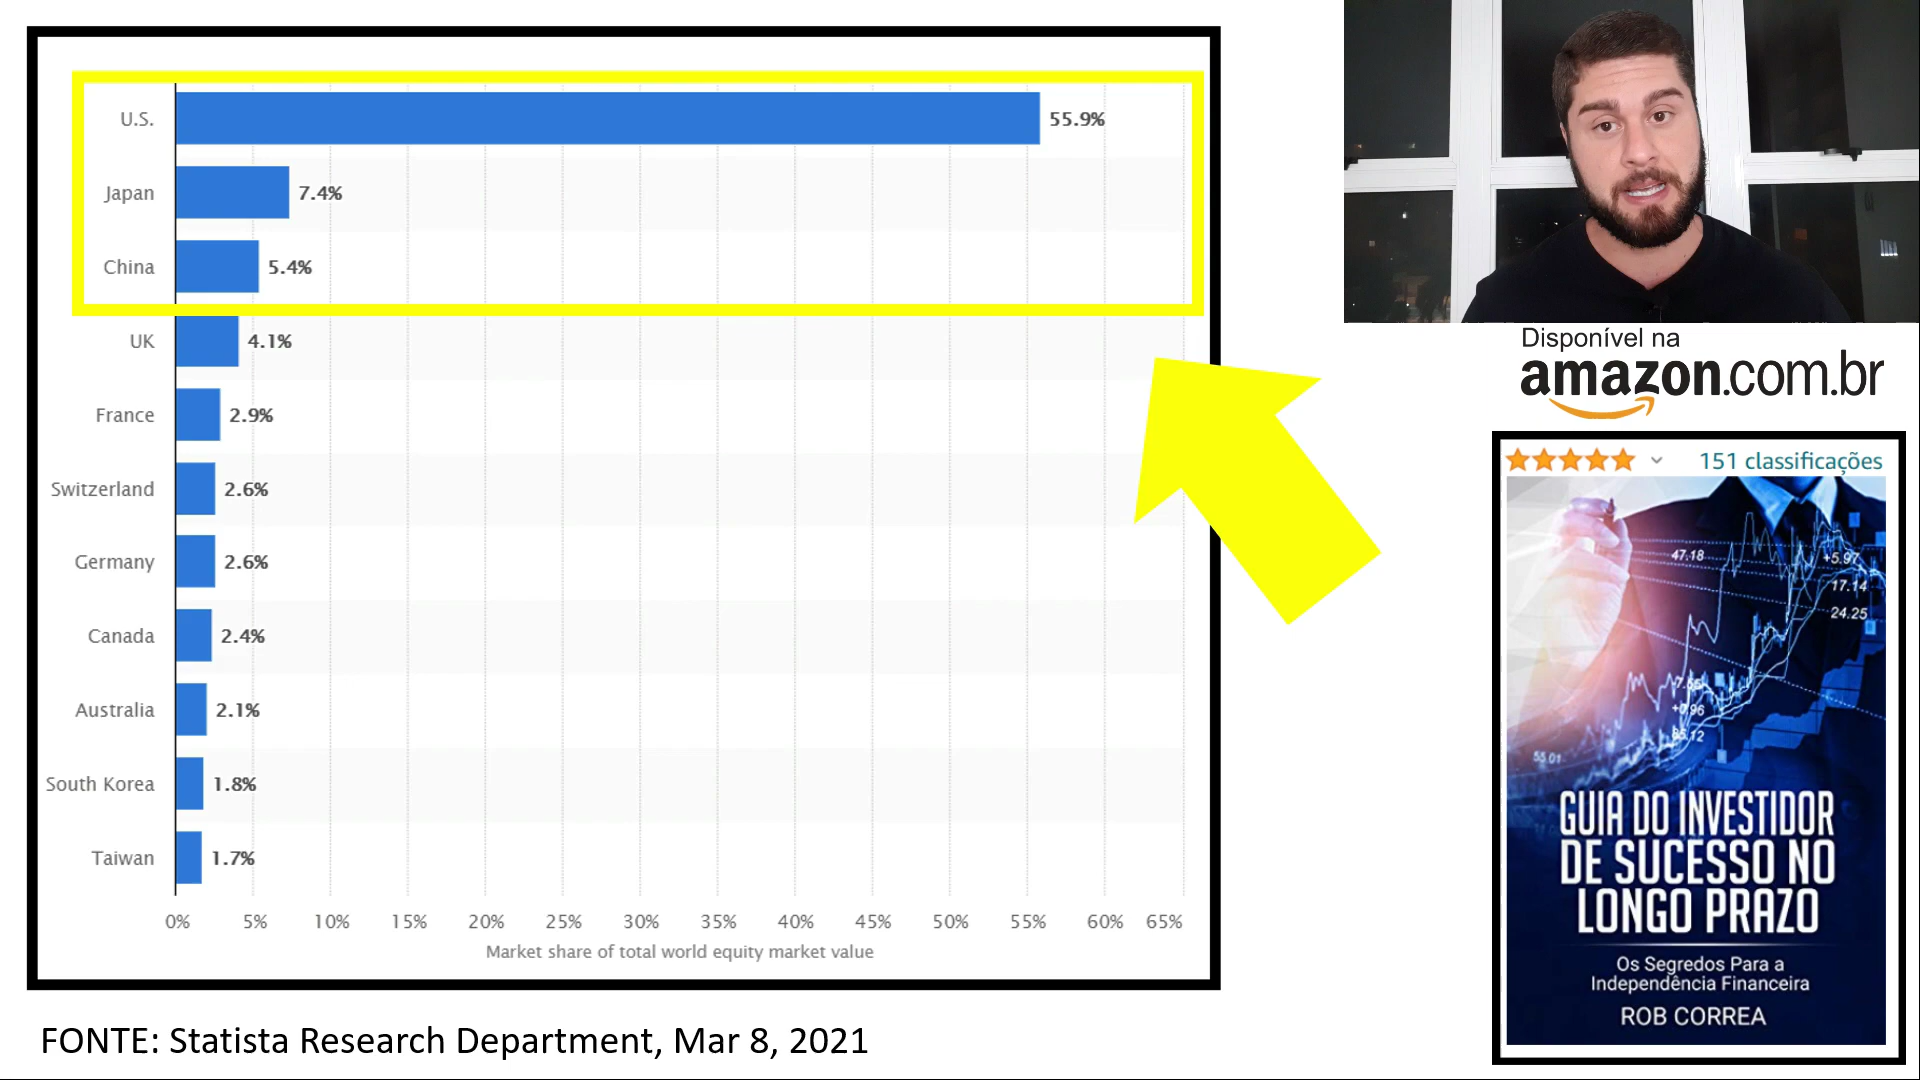 U.S.
55.9%
Japan
7.4%
China
5.4%
UK
4.1%
France
2.9%
Switzerland
2.6%
Germany
2.6%
Canada
2.4%
Australia
2.1%
South Korea
1.8%
Taiwan
1.7%
0% 5% 10% 15% 20% 25% 30% 35% 40% 45% 50% 55% 60% 65%
Market share of total world equity market value
FONTE: Statista Research Department, Mar 8, 2021
Disponível na
amazon.com.br
151 classificações
47.18
+5.97
17.14
24.25
+0.96
55.01
GUIA DO INVESTIDOR
DE SUCESSO NO
LONGO PRAZO
Os Segredos Para a
Independência Financeira
ROB CORREA